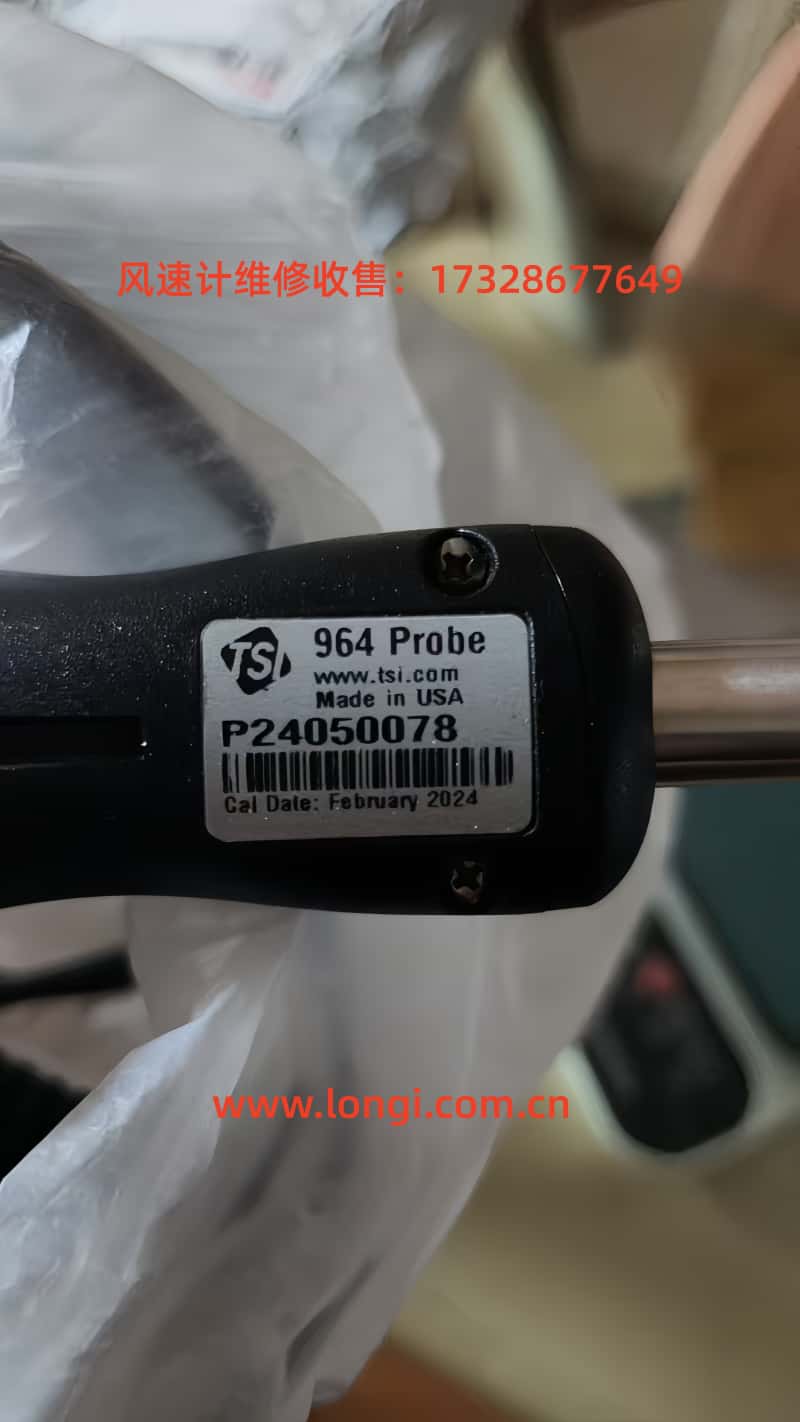 风速计维修收售：17328677649
TSI
964 Probe
www.tsi.com
Made in USA
P24050078
Cal Date: February 2024
www.longi.com.cn